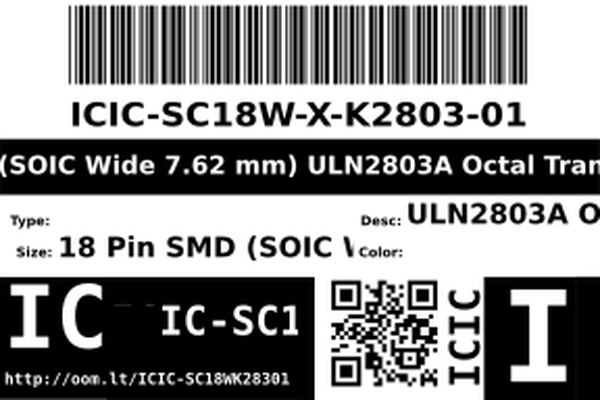 ICIC-SC18W-X-K2803-01
(SOIC Wide 7.62 mm) ULN2803A Octal Tran
Type:
Desc: ULN2803A O
Size: 18 Pin SMD (SOIC
Color:
IC
IC-SC1
http://oom.lt/ICIC-SC18WK28301
ICIC
I